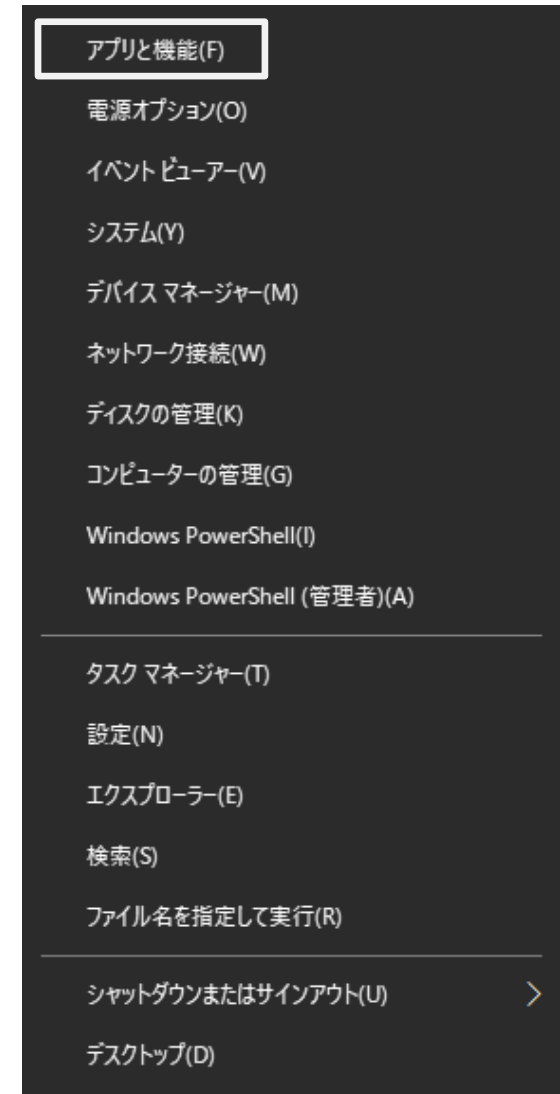 アプリと機能(F)
電源オプション(O)
イベント ビューアー(V)
システム(Y)
デバイス マネージャー(M)
ネットワーク接続(W)
ディスクの管理(K)
コンピューターの管理(G)
Windows PowerShell(I)
Windows PowerShell (管理者)(A)
タスク マネージャー(T)
設定(N)
エクスプローラー(E)
検索(S)
ファイル名を指定して実行(R)
シャットダウンまたはサインアウト(U)
デスクトップ(D)